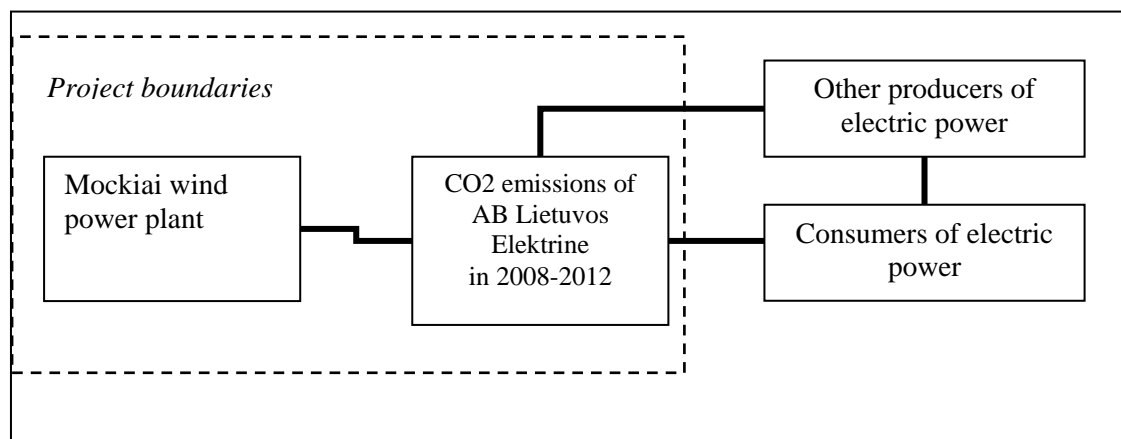 Project boundaries
Mockiai wind
power plant
CO2 emissions of
AB Lietuvos
Elektrine
in 2008-2012
Other producers of
electric power
Consumers of electric
power